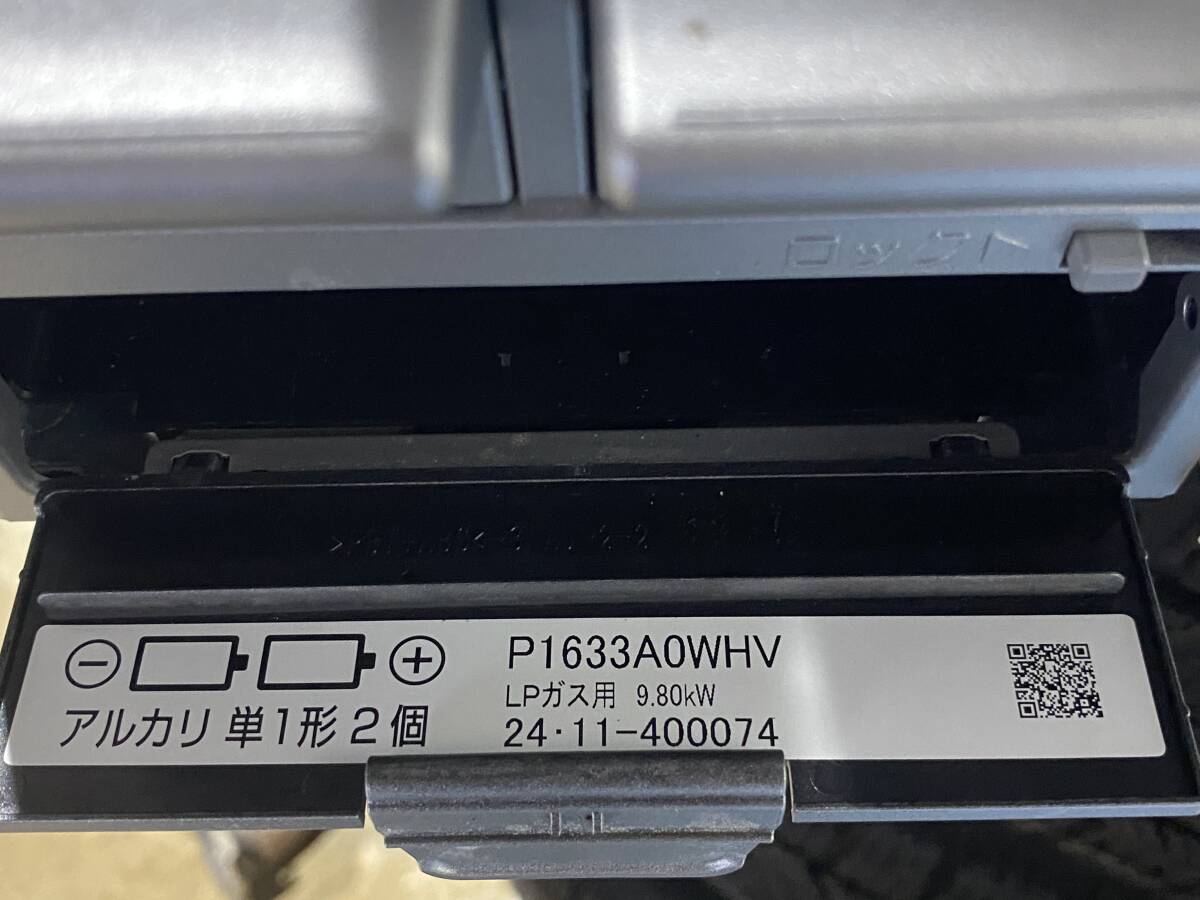 ロック
⊖ ⊕
アルカリ 単1形 2個
P1633A0WHV
LPガス用 9.80kW
24・11-400074